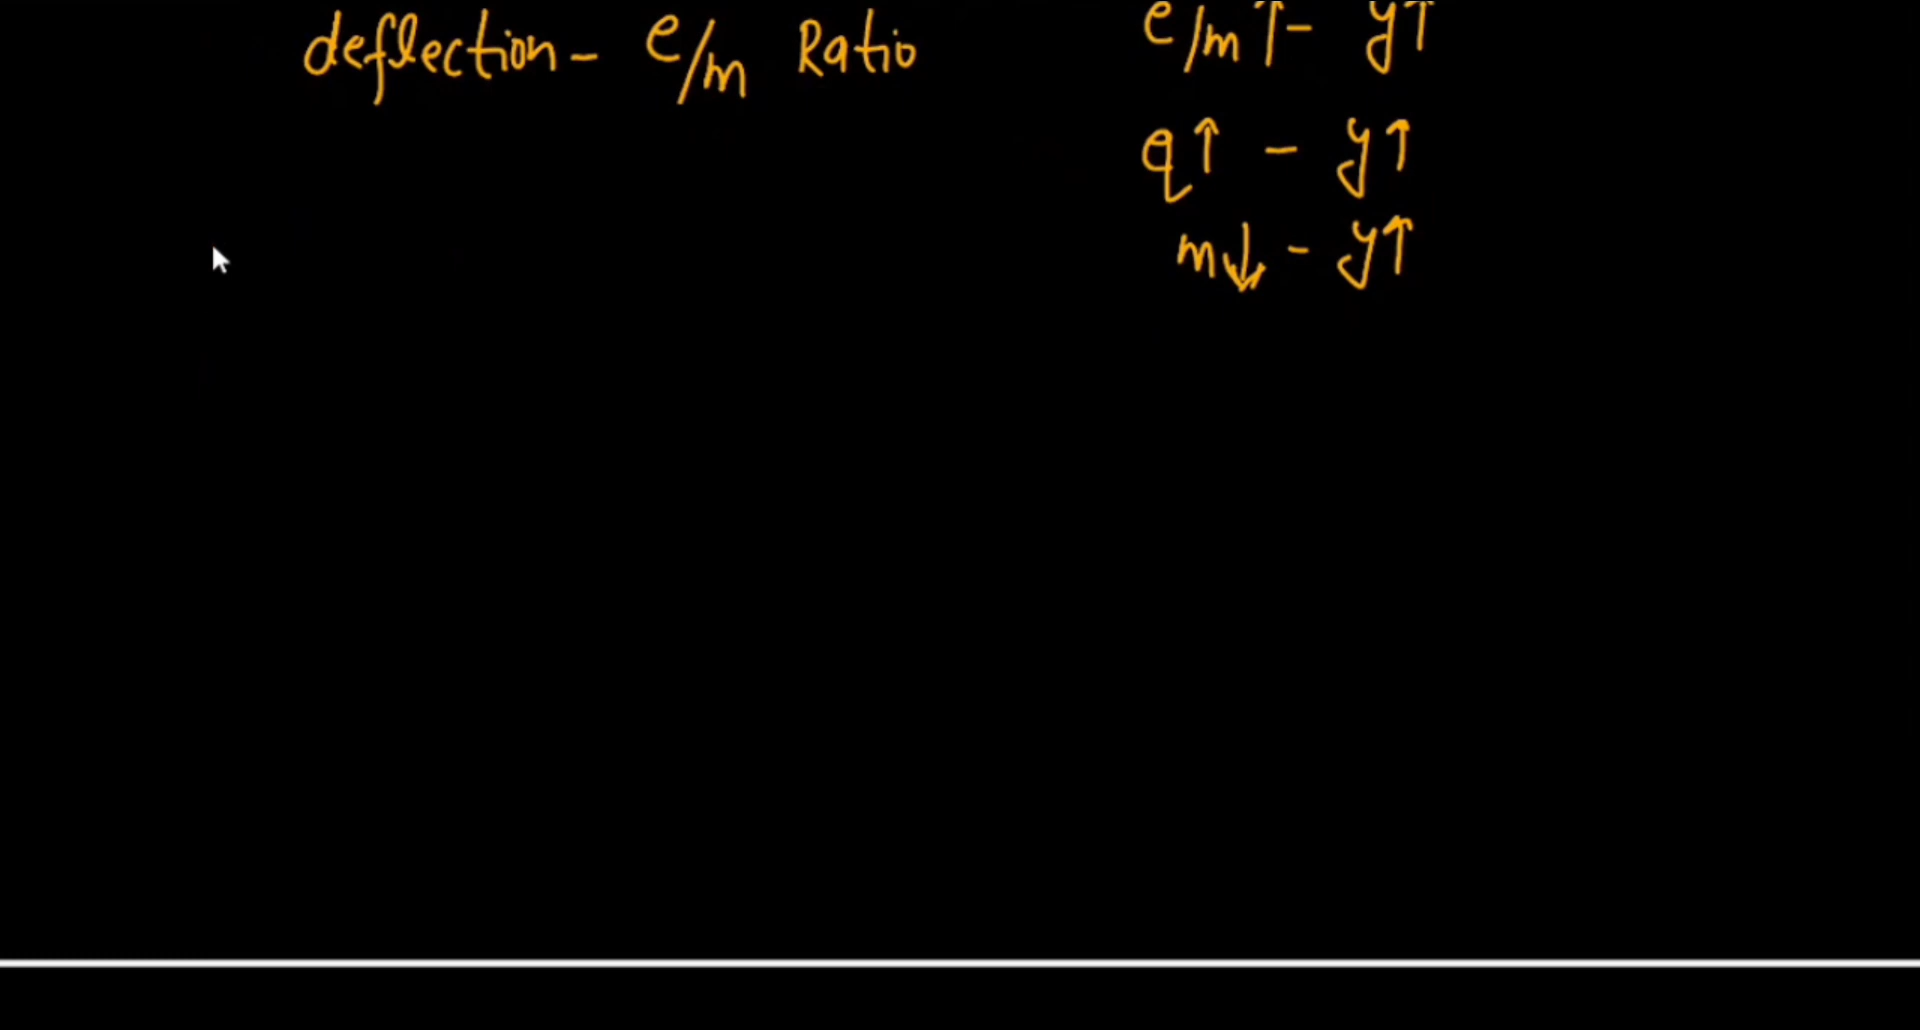 deflection - e/m Ratio
e/m ↑ - y↑
q↑ - y↑
m↓ - y↑